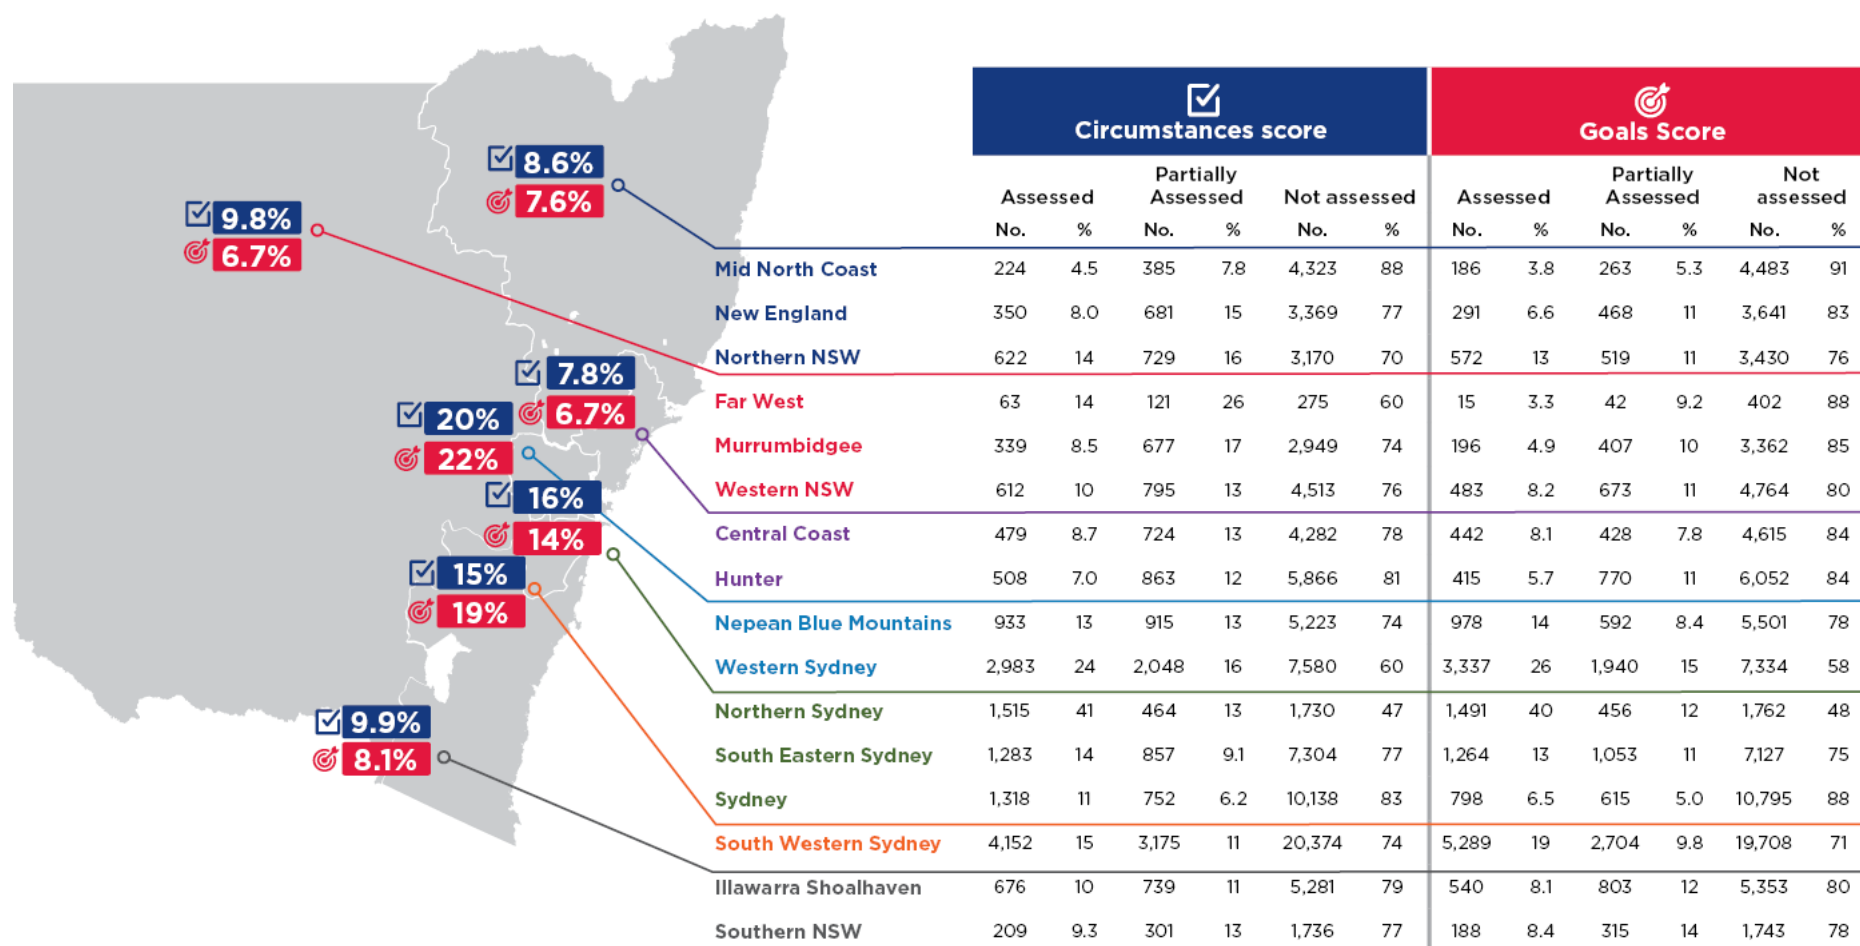 8.6%
7.6%
9.8%
6.7%
7.8%
6.7%
20%
22%
16%
14%
15%
19%
9.9%
8.1%
Circumstances score Goals Score
Assessed Partially Assessed Not assessed Assessed Partially Assessed Not assessed
No. % No. % No. % No. % No. % No. %
Mid North Coast 224 4.5 385 7.8 4,323 88 186 3.8 263 5.3 4,483 91
New England 350 8.0 681 15 3,369 77 291 6.6 468 11 3,641 83
Northern NSW 622 14 729 16 3,170 70 572 13 519 11 3,430 76
Far West 63 14 121 26 275 60 15 3.3 42 9.2 402 88
Murrumbidgee 339 8.5 677 17 2,949 74 196 4.9 407 10 3,362 85
Western NSW 612 10 795 13 4,513 76 483 8.2 673 11 4,764 80
Central Coast 479 8.7 724 13 4,282 78 442 8.1 428 7.8 4,615 84
Hunter 508 7.0 863 12 5,866 81 415 5.7 770 11 6,052 84
Nepean Blue Mountains 933 13 915 13 5,223 74 978 14 592 8.4 5,501 78
Western Sydney 2,983 24 2,048 16 7,580 60 3,337 26 1,940 15 7,334 58
Northern Sydney 1,515 41 464 13 1,730 47 1,491 40 456 12 1,762 48
South Eastern Sydney 1,283 14 857 9.1 7,304 77 1,264 13 1,053 11 7,127 75
Sydney 1,318 11 752 6.2 10,138 83 798 6.5 615 5.0 10,795 88
South Western Sydney 4,152 15 3,175 11 20,374 74 5,289 19 2,704 9.8 19,708 71
Illawarra Shoalhaven 676 10 739 11 5,281 79 540 8.1 803 12 5,353 80
Southern NSW 209 9.3 301 13 1,736 77 188 8.4 315 14 1,743 78